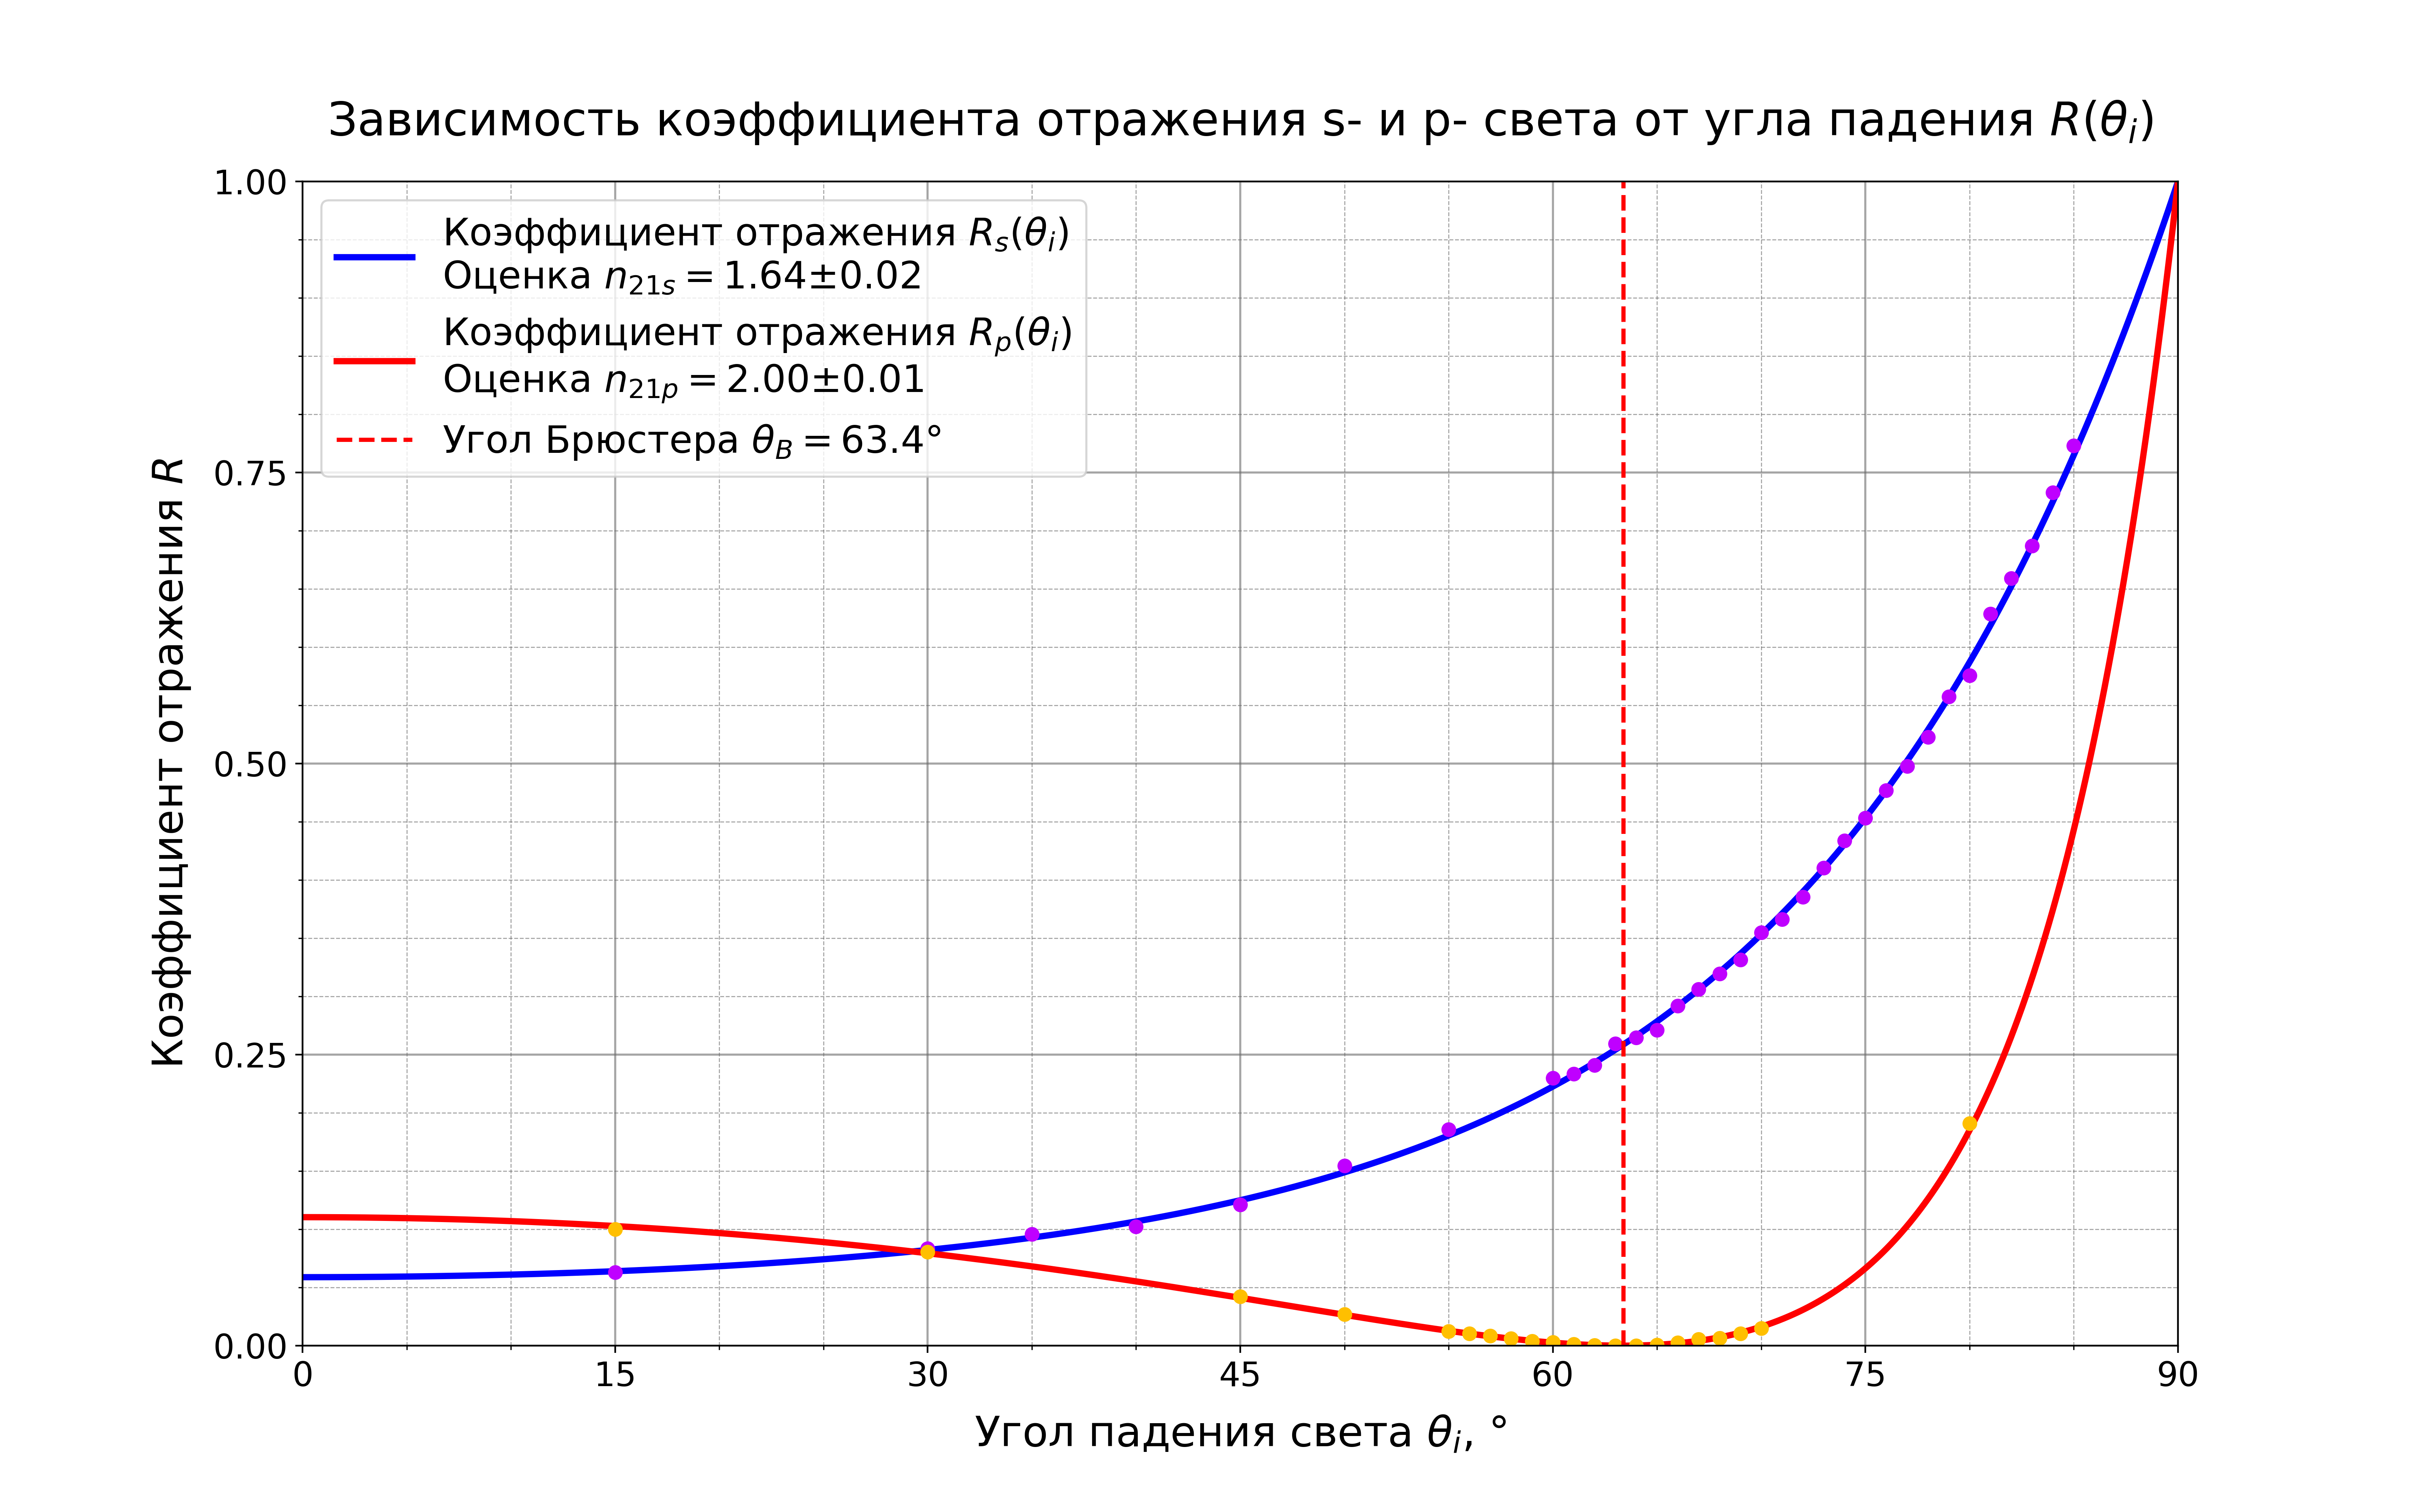 Зависимость коэффициента отражения s- и p- света от угла падения R(θᵢ)
1.00
0.75
0.50
0.25
0.00
Коэффициент отражения R
Коэффициент отражения Rₛ(θᵢ)
Оценка n₂₁ₛ = 1.64±0.02
Коэффициент отражения Rₚ(θᵢ)
Оценка n₂₁ₚ = 2.00±0.01
Угол Брюстера θ_B = 63.4°
0 15 30 45 60 75 90
Угол падения света θᵢ, °